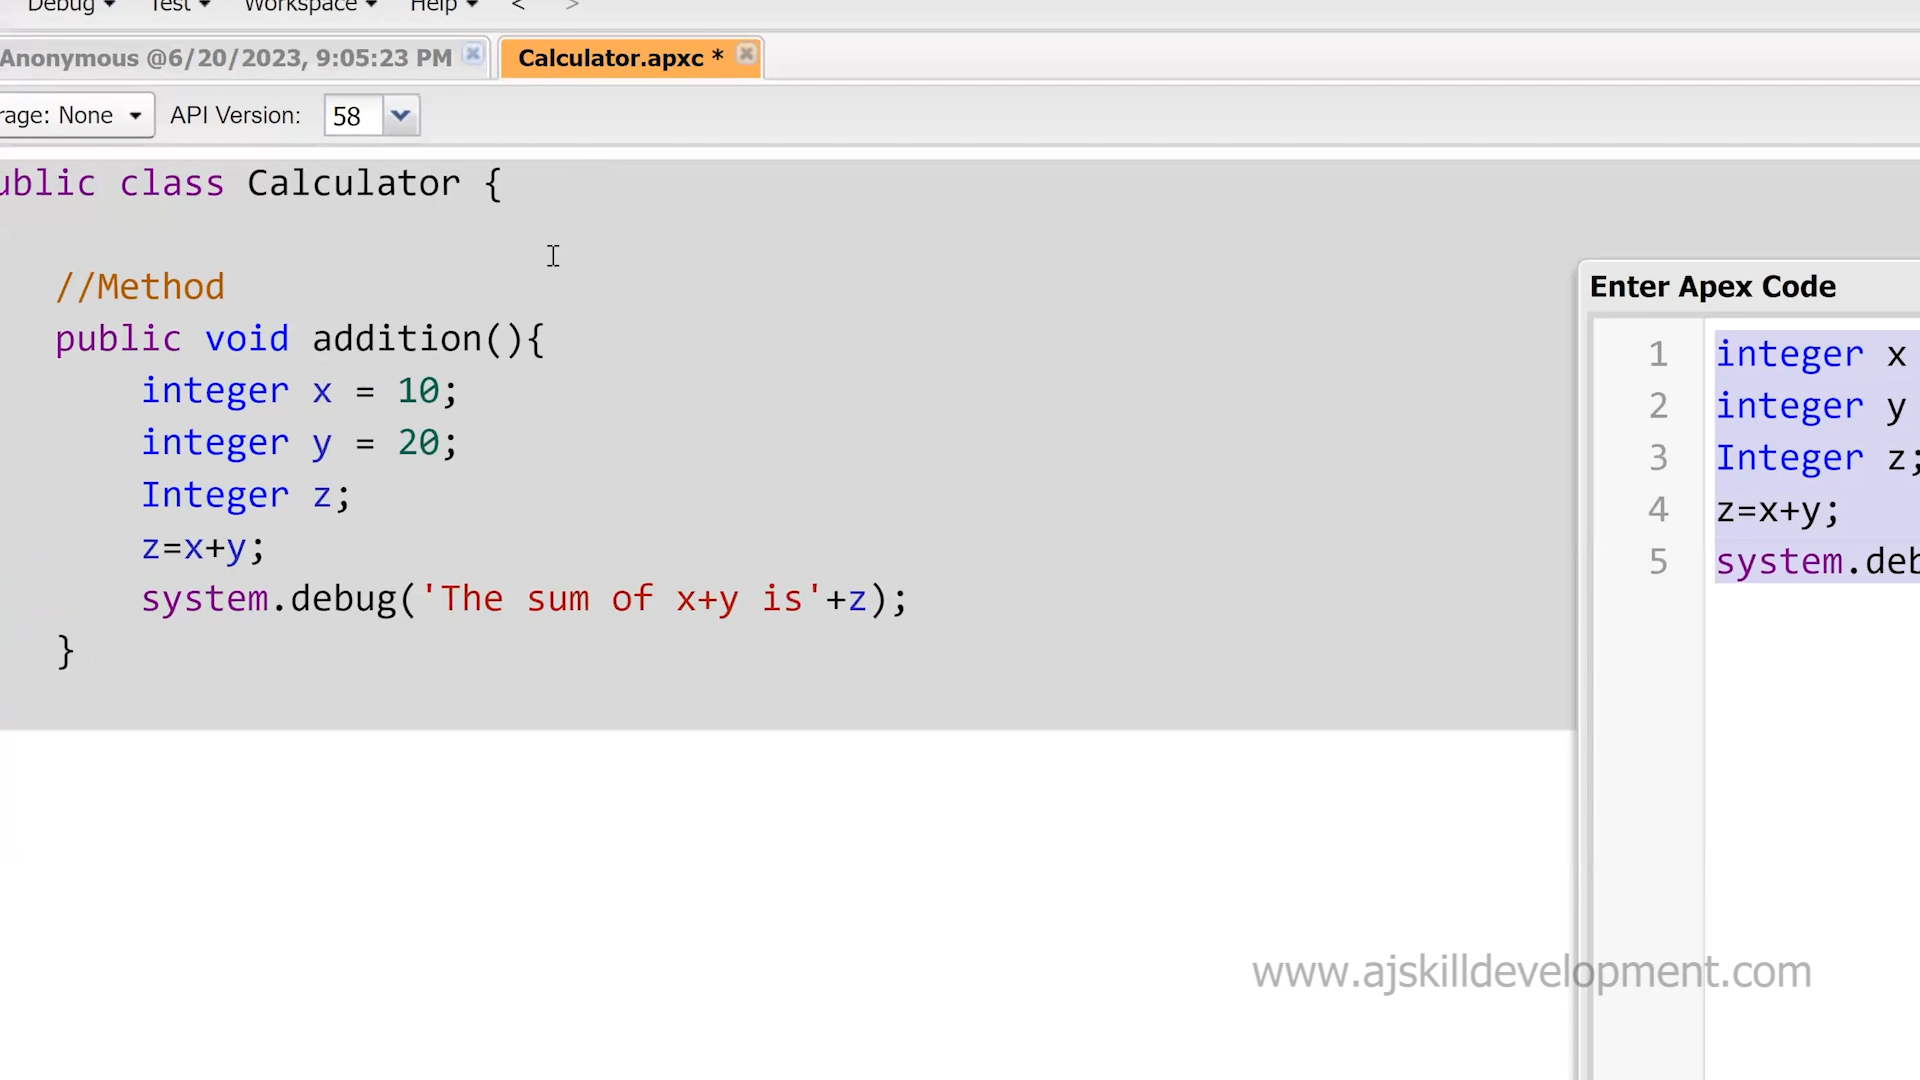 Debug Test Workspace Help < >
Anonymous @6/20/2023, 9:05:23 PM Calculator.apxc *
rage: None API Version: 58
ublic class Calculator {
//Method
public void addition(){
integer x = 10;
integer y = 20;
Integer z;
z=x+y;
system.debug('The sum of x+y is'+z);
}
Enter Apex Code
1 integer x
2 integer y
3 Integer z;
4 z=x+y;
5 system.deb
www.ajskilldevelopment.com